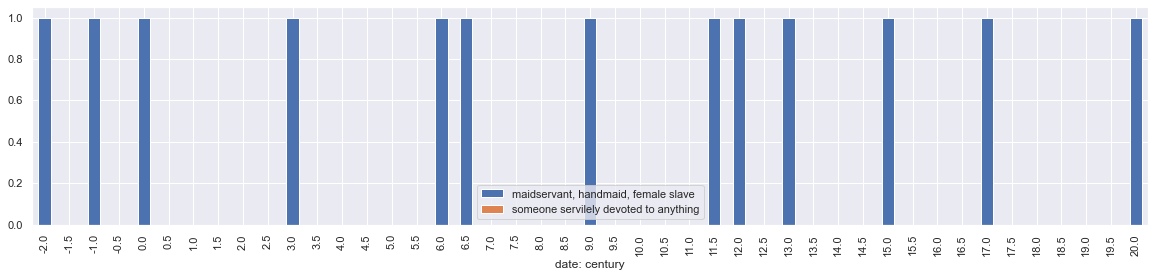 1.0
0.8
0.6
0.4
0.2
0.0
maidservant, handmaid, female slave
someone servilely devoted to anything
-2.0 -1.5 -1.0 -0.5 0.0 0.5 1.0 1.5 2.0 2.5 3.0 3.5 4.0 4.5 5.0 5.5 6.0 6.5 7.0 7.5 8.0 8.5 9.0 9.5 10.0 10.5 11.0 11.5 12.0 12.5 13.0 13.5 14.0 14.5 15.0 15.5 16.0 16.5 17.0 17.5 18.0 18.5 19.0 19.5 20.0
date: century